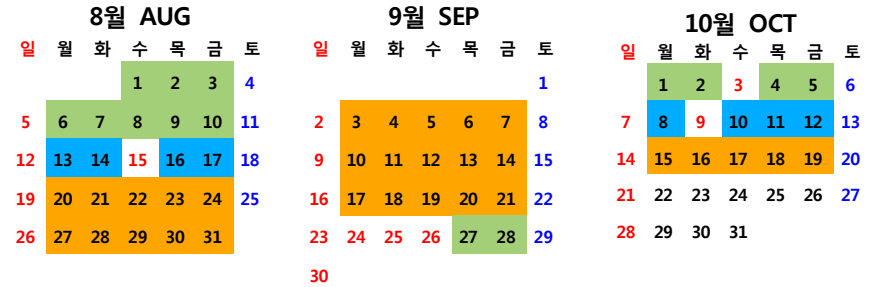 8월 AUG
일 월 화 수 목 금 토
1 2 3 4
5 6 7 8 9 10 11
12 13 14 15 16 17 18
19 20 21 22 23 24 25
26 27 28 29 30 31
9월 SEP
일 월 화 수 목 금 토
1
2 3 4 5 6 7 8
9 10 11 12 13 14 15
16 17 18 19 20 21 22
23 24 25 26 27 28 29
30
10월 OCT
일 월 화 수 목 금 토
1 2 3 4 5 6
7 8 9 10 11 12 13
14 15 16 17 18 19 20
21 22 23 24 25 26 27
28 29 30 31